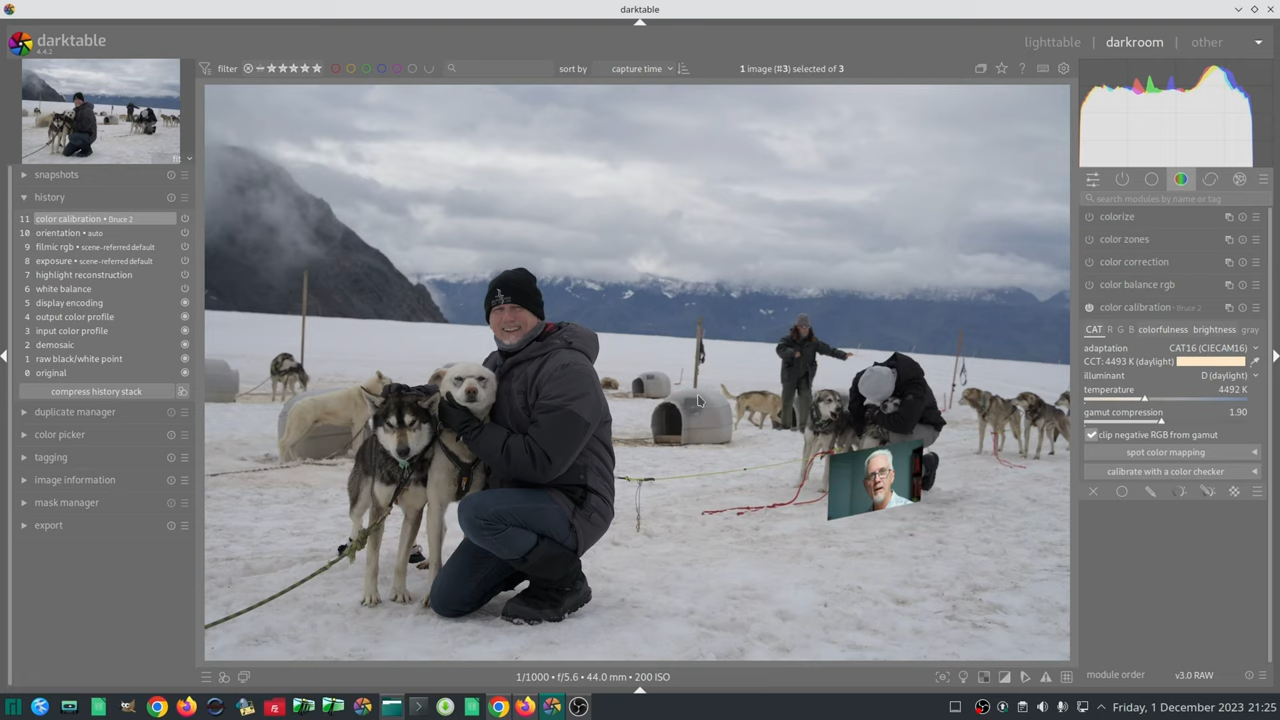 darktable
darktable
4.4.2
lighttable | darkroom | other
filter
sort by capture time
1 image (#3) selected of 3
fit
snapshots
history
11 color calibration • Bruce 2
10 orientation • auto
9 filmic rgb • scene-referred default
8 exposure • scene-referred default
7 highlight reconstruction
6 white balance
5 display encoding
4 output color profile
3 input color profile
2 demosaic
1 raw black/white point
0 original
compress history stack
duplicate manager
color picker
tagging
image information
mask manager
export
search modules by name or tag
colorize
color zones
color correction
color balance rgb
color calibration • Bruce 2
CAT R G B colorfulness brightness gray
adaptation CAT16 (CIECAM16)
CCT: 4493 K (daylight)
illuminant D (daylight)
temperature 4492 K
gamut compression 1.90
clip negative RGB from gamut
spot color mapping
calibrate with a color checker
1/1000 • f/5.6 • 44.0 mm • 200 ISO
module order v3.0 RAW
Friday, 1 December 2023 21:25